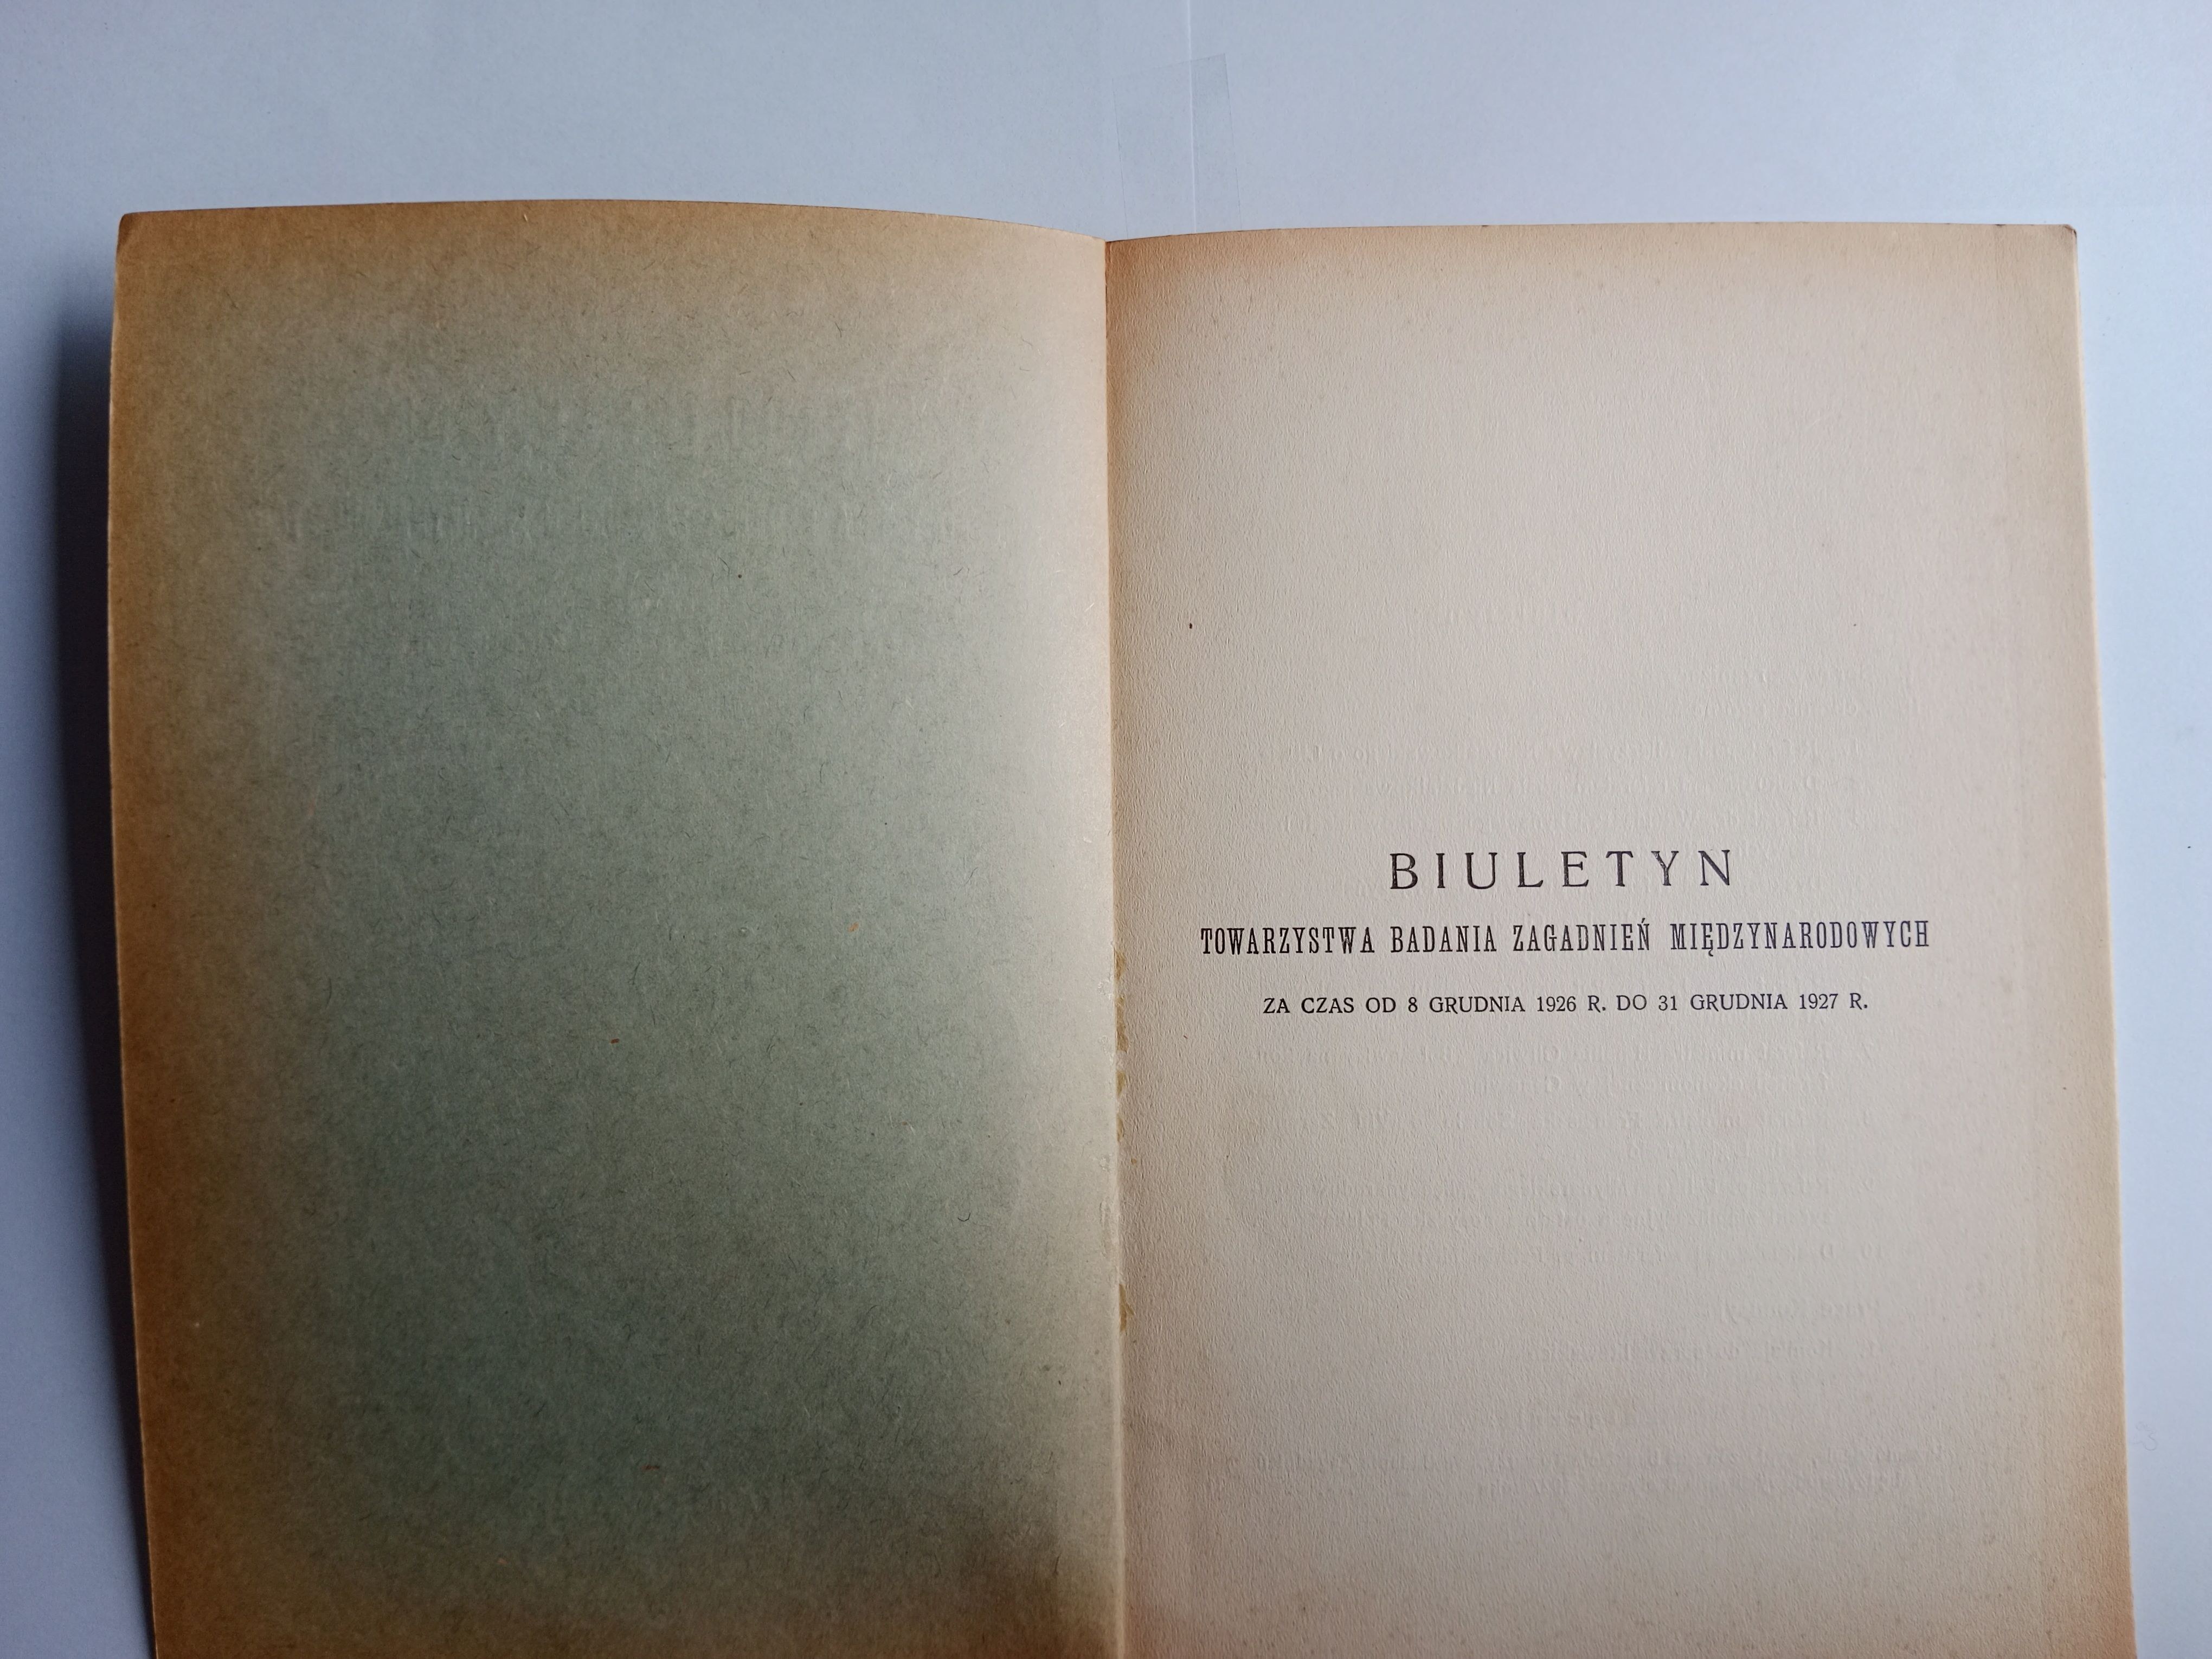 BIULETYN
TOWARZYSTWA BADANIA ZAGADNIEŃ MIĘDZYNARODOWYCH
ZA CZAS OD 8 GRUDNIA 1926 R. DO 31 GRUDNIA 1927 R.